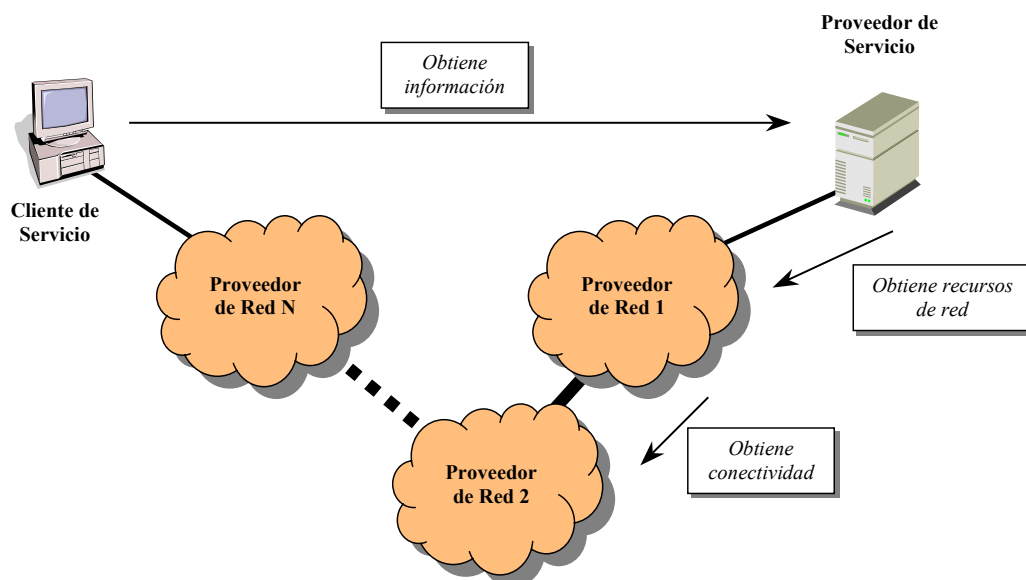 Proveedor de
Servicio
Obtiene
información
Cliente de
Servicio
Proveedor
de Red N
Proveedor
de Red 1
Obtiene recursos
de red
Proveedor
de Red 2
Obtiene
conectividad